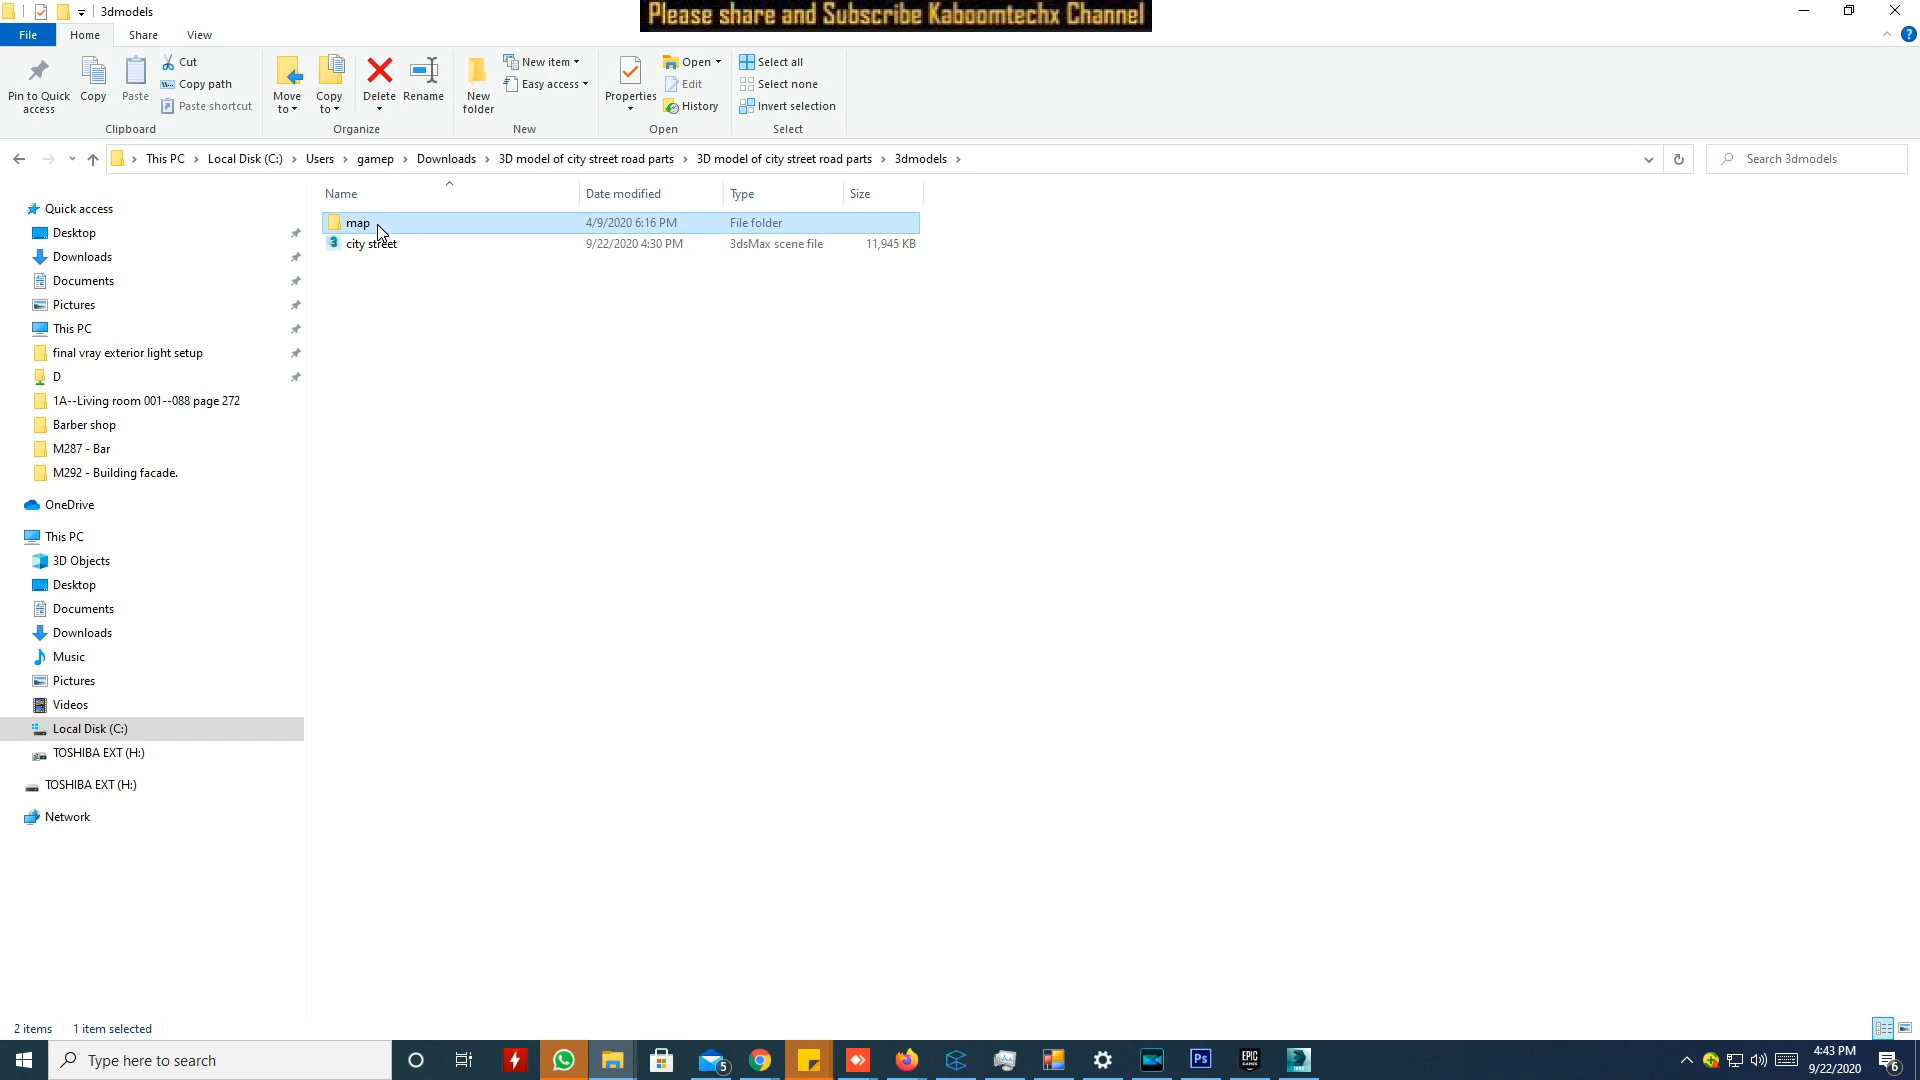 3dmodels
Please share and Subscribe Kaboomtechx Channel
File Home Share View
Pin to Quick access
Copy
Paste
Cut
Copy path
Paste shortcut
Clipboard
Move to
Copy to
Delete
Rename
Organize
New folder
New item
Easy access
New
Properties
Open
Edit
History
Open
Select all
Select none
Invert selection
Select
This PC > Local Disk (C:) > Users > gamep > Downloads > 3D model of city street road parts > 3D model of city street road parts > 3dmodels >
Search 3dmodels
Name Date modified Type Size
map 4/9/2020 6:16 PM File folder
city street 9/22/2020 4:30 PM 3dsMax scene file 11,945 KB
Quick access
Desktop
Downloads
Documents
Pictures
This PC
final vray exterior light setup
D
1A--Living room 001--088 page 272
Barber shop
M287 - Bar
M292 - Building facade.
OneDrive
This PC
3D Objects
Desktop
Documents
Downloads
Music
Pictures
Videos
Local Disk (C:)
TOSHIBA EXT (H:)
TOSHIBA EXT (H:)
Network
2 items 1 item selected
Type here to search
5
Ps
EPIC GAMES
4:43 PM
9/22/2020
6